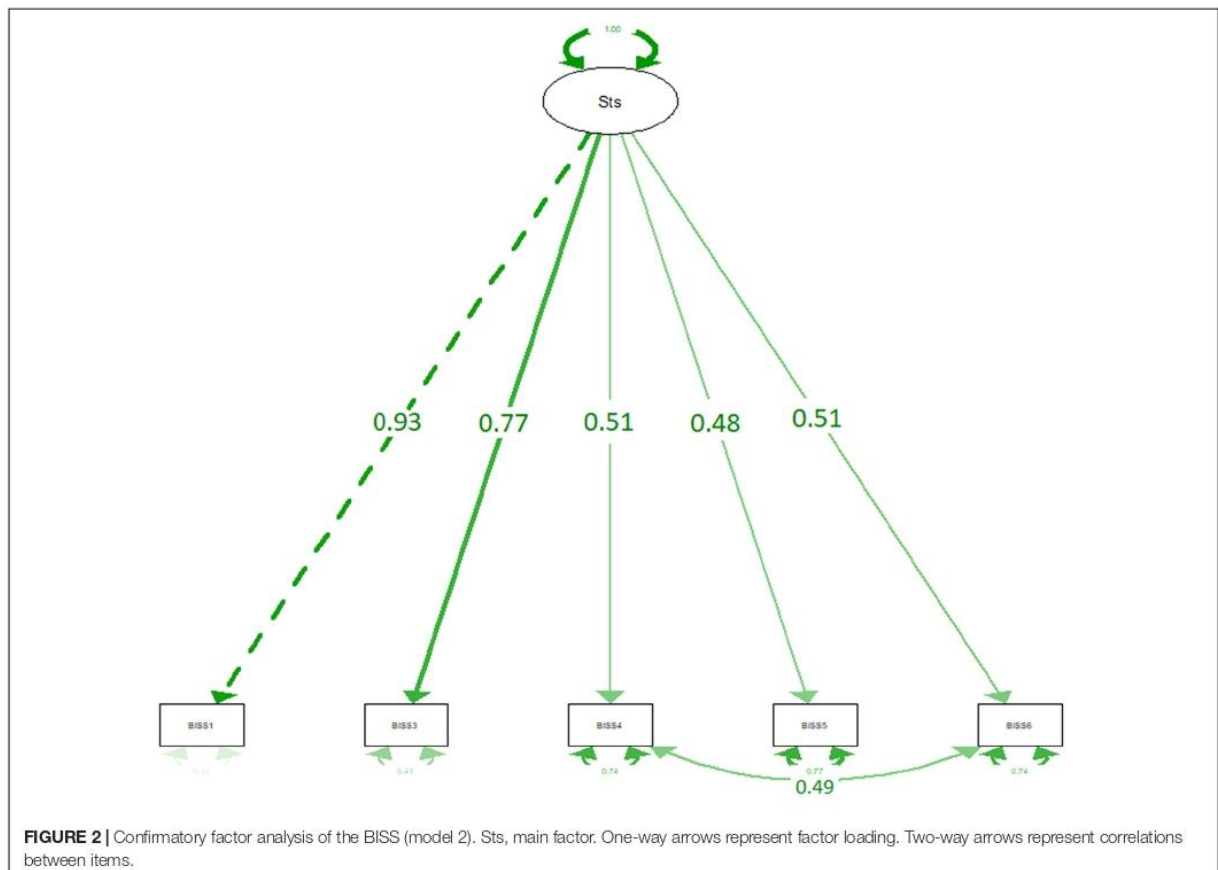 1.00
Sts
0.93 0.77 0.51 0.48 0.51
BISS1 BISS3 BISS4 BISS5 BISS6
0.41 0.74 0.77 0.74
0.49
FIGURE 2 | Confirmatory factor analysis of the BISS (model 2). Sts, main factor. One-way arrows represent factor loading. Two-way arrows represent correlations
between items.